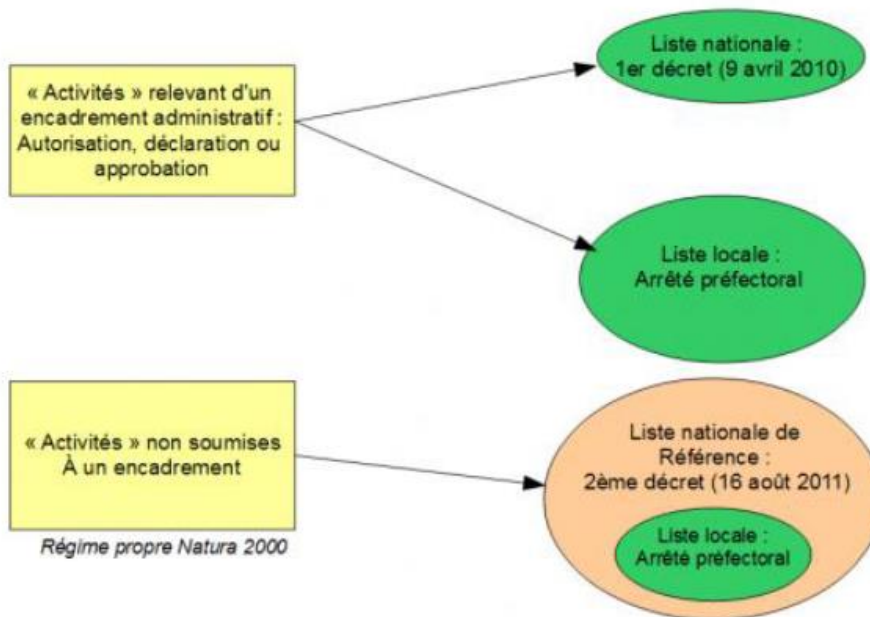 « Activités » relevant d'un
encadrement administratif :
Autorisation, déclaration ou
approbation
Liste nationale :
1er décret (9 avril 2010)
Liste locale :
Arrêté préfectoral
« Activités » non soumises
À un encadrement
Régime propre Natura 2000
Liste nationale de
Référence :
2ème décret (16 août 2011)
Liste locale :
Arrêté préfectoral